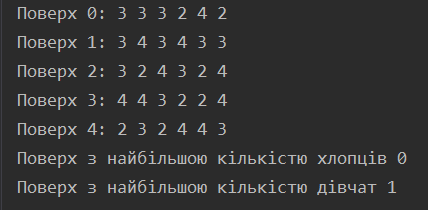 Поверх 0: 3 3 3 2 4 2
Поверх 1: 3 4 3 4 3 3
Поверх 2: 3 2 4 3 2 4
Поверх 3: 4 4 3 2 2 4
Поверх 4: 2 3 2 4 4 3
Поверх з найбільшою кількістю хлопців 0
Поверх з найбільшою кількістю дівчат 1